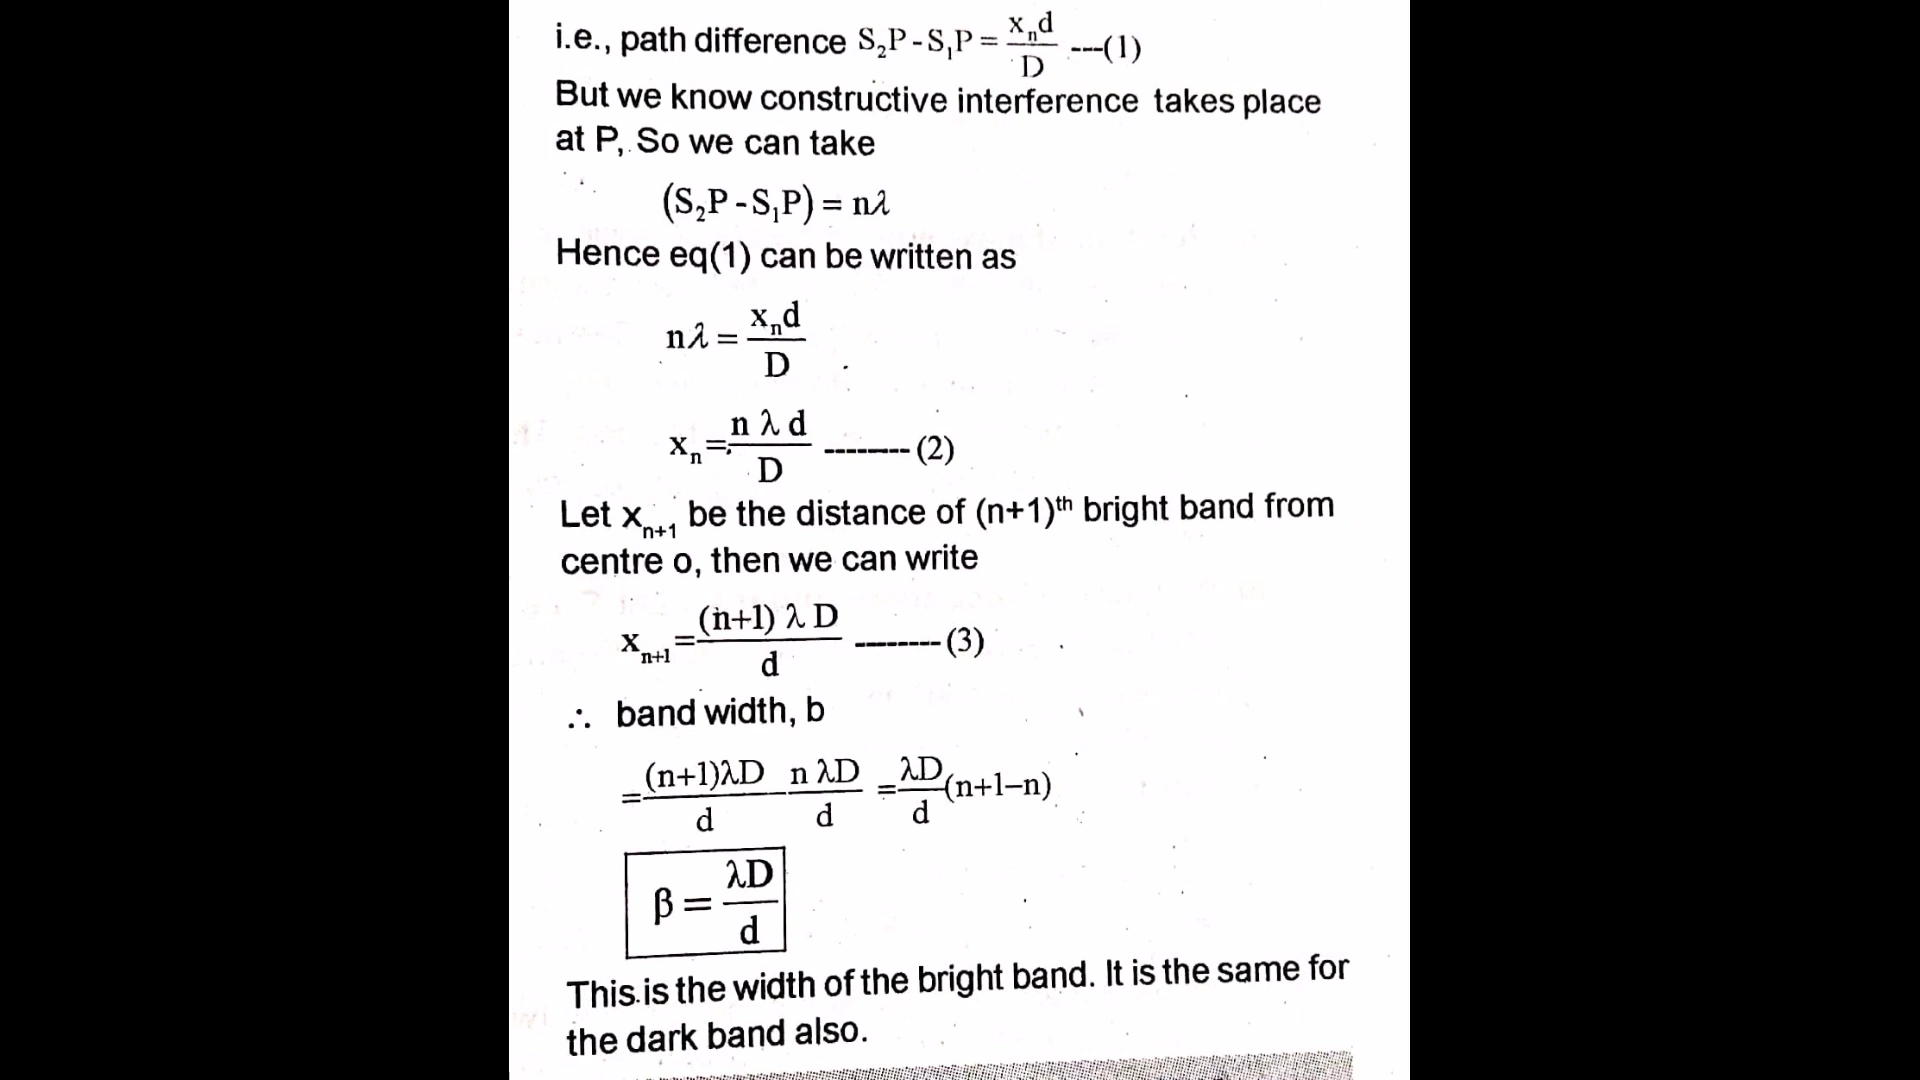 i.e., path difference S₂P - S₁P = xₙd/D ---(1)
But we know constructive interference takes place
at P, So we can take
(S₂P - S₁P) = nλ
Hence eq(1) can be written as
nλ = xₙd/D
xₙ = n λ d/D -------- (2)
Let xₙ₊₁ be the distance of (n+1)ᵗʰ bright band from
centre o, then we can write
xₙ₊₁ = (n+1) λ D/d -------- (3)
∴ band width, b
= (n+1)λD/d n λD/d = λD/d (n+1–n)
β = λD/d
This is the width of the bright band. It is the same for
the dark band also.